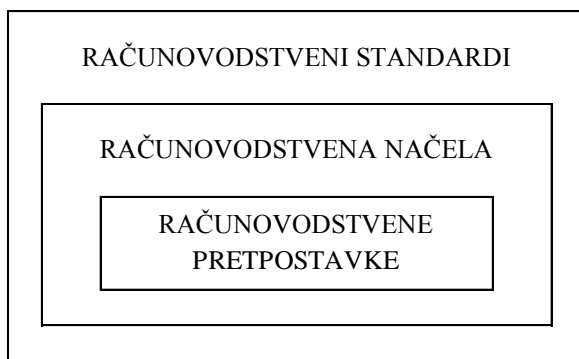 RAČUNOVODSTVENI STANDARDI
RAČUNOVODSTVENA NAČELA
RAČUNOVODSTVENE
PRETPOSTAVKE